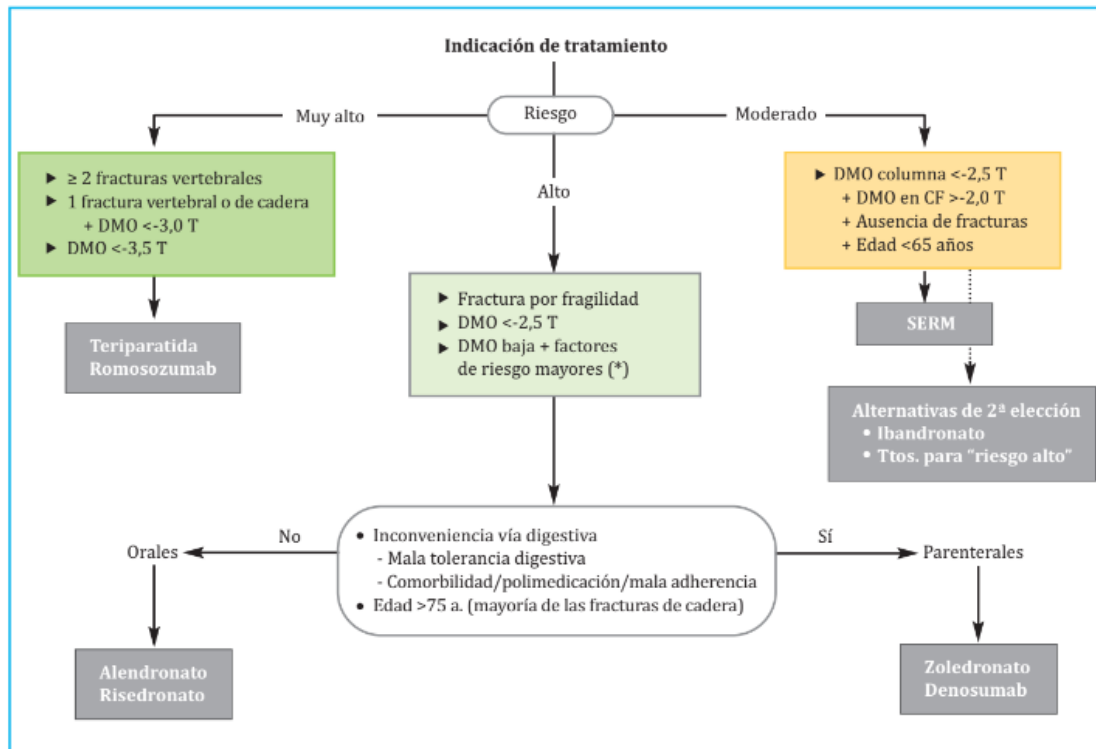 Indicación de tratamiento
Riesgo
Muy alto
Moderado
Alto
► ≥ 2 fracturas vertebrales
► 1 fractura vertebral o de cadera
+ DMO <-3,0 T
► DMO <-3,5 T
Teriparatida
Romosozumab
► Fractura por fragilidad
► DMO <-2,5 T
► DMO baja + factores
de riesgo mayores (*)
► DMO columna <-2,5 T
+ DMO en CF >-2,0 T
+ Ausencia de fracturas
+ Edad <65 años
SERM
Alternativas de 2ª elección
• Ibandronato
• Ttos. para "riesgo alto"
• Inconveniencia vía digestiva
- Mala tolerancia digestiva
- Comorbilidad/polimedicación/mala adherencia
• Edad >75 a. (mayoría de las fracturas de cadera)
No
Orales
Sí
Parenterales
Alendronato
Risedronato
Zoledronato
Denosumab